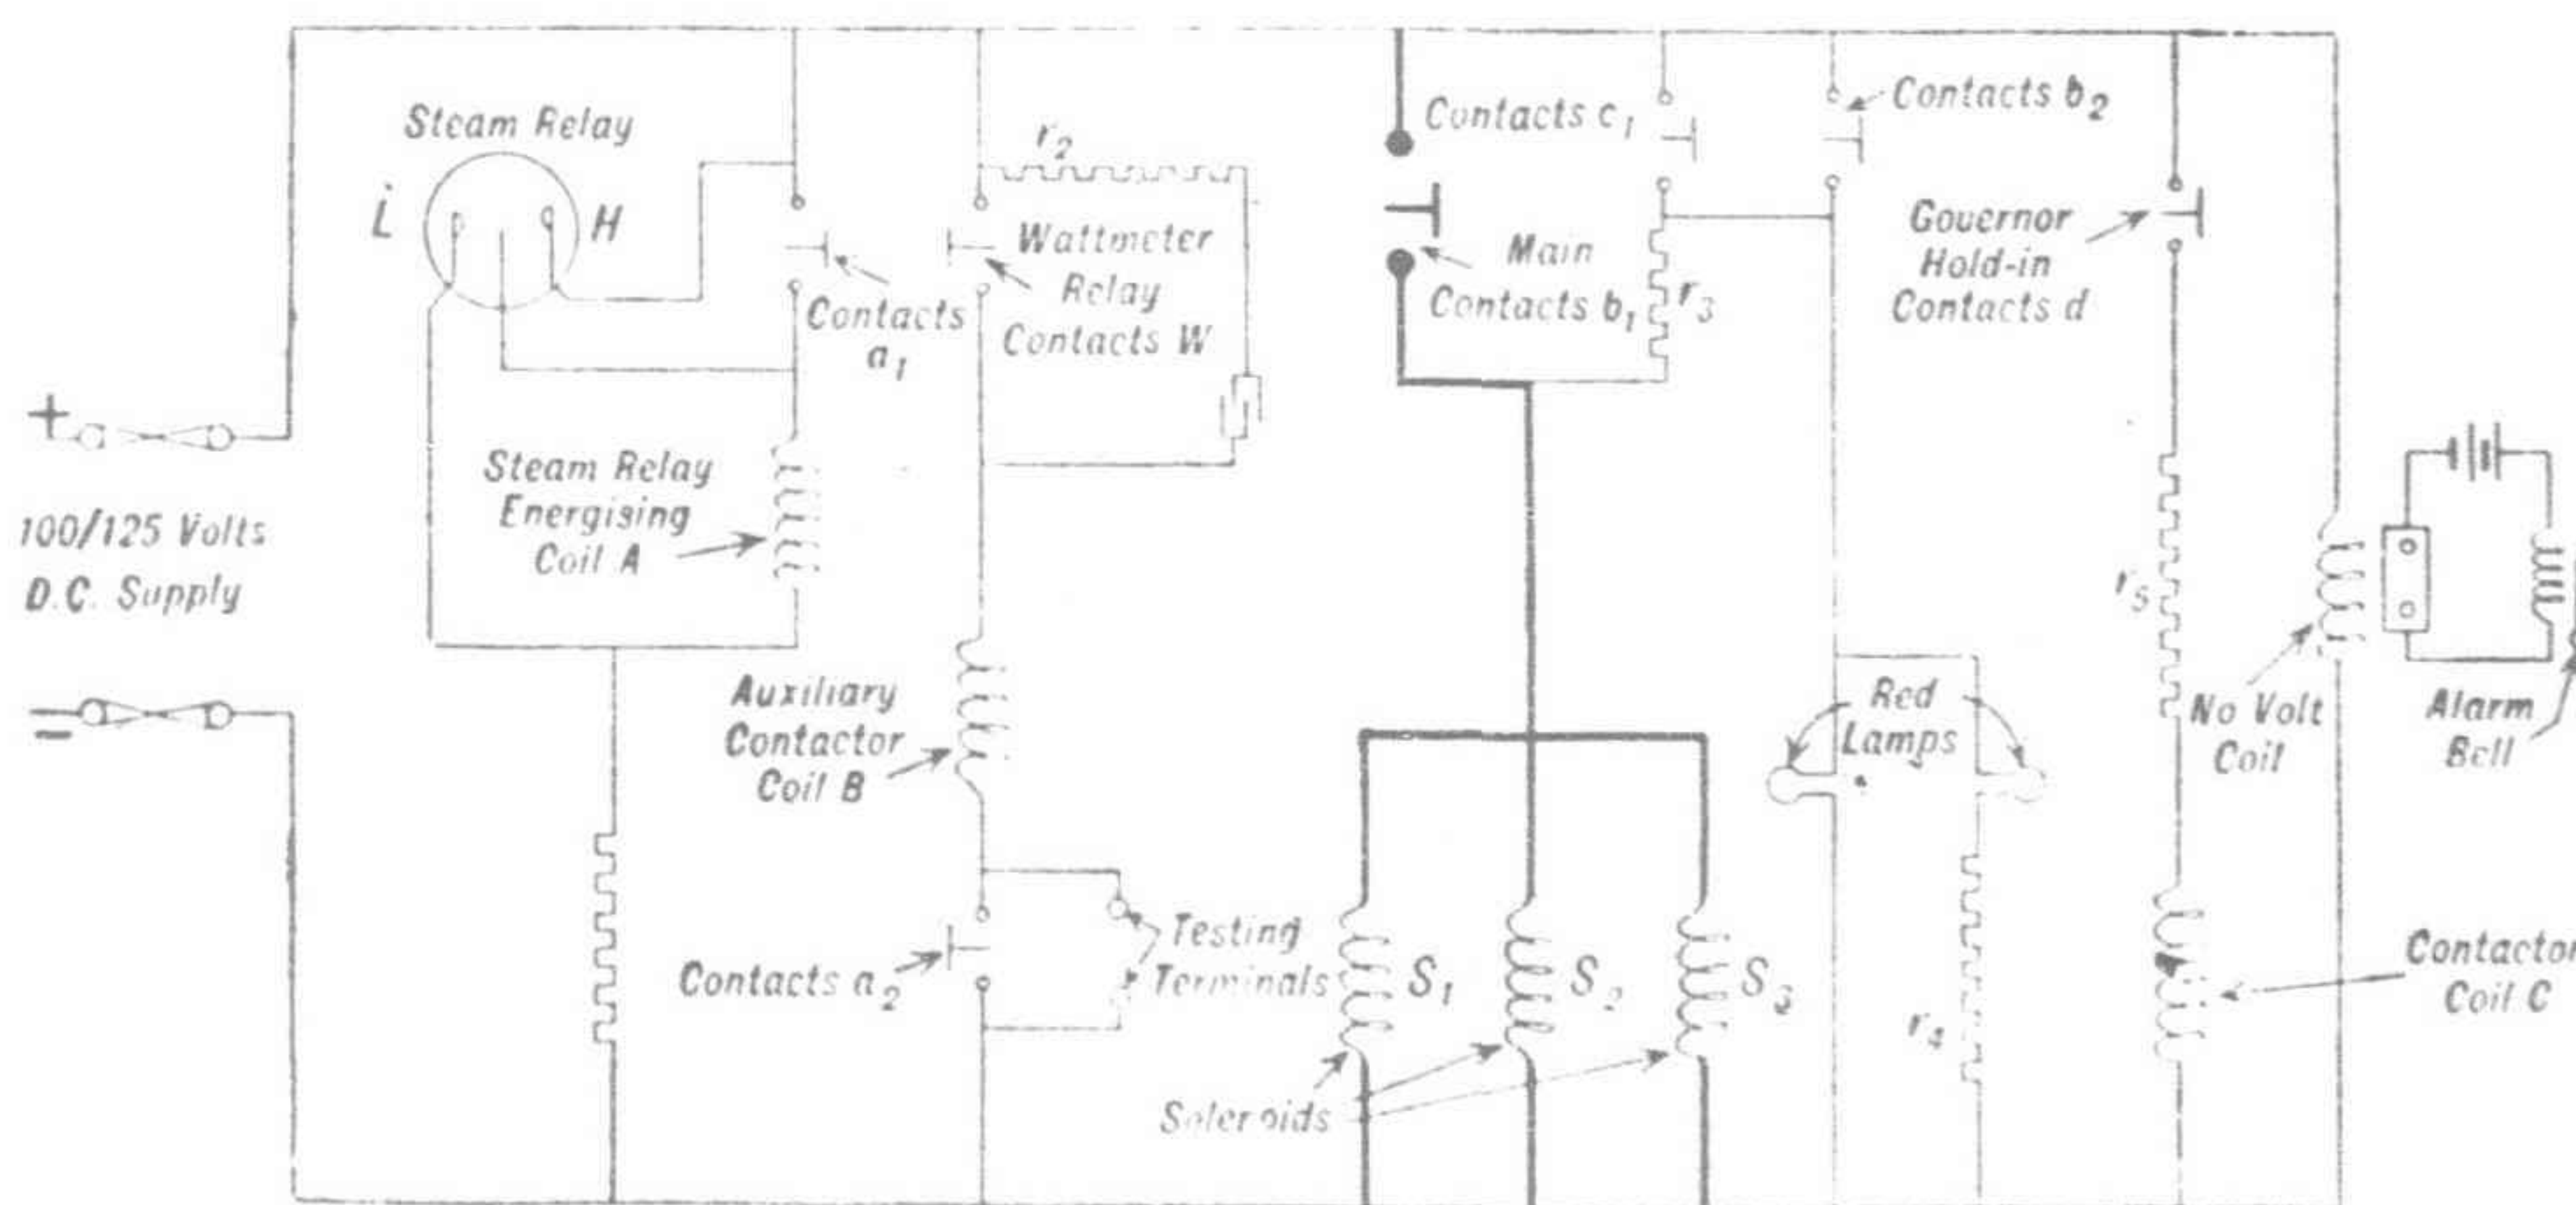 Steam Relay
L
H
r2
Wattmeter
Relay
Contacts W
Contacts
a1
Steam Relay
Energising
Coil A
+
100/125 Volts
D.C. Supply
−
Auxiliary
Contactor
Coil B
Contacts a2
Testing
Terminals
Contacts c1
Contacts b2
Main
Contacts b1
r3
Governor
Hold-in
Contacts d
r5
Red
Lamps
No Volt
Coil
Alarm
Bell
S1
S2
S3
Solenoids
r4
Contactor
Coil C